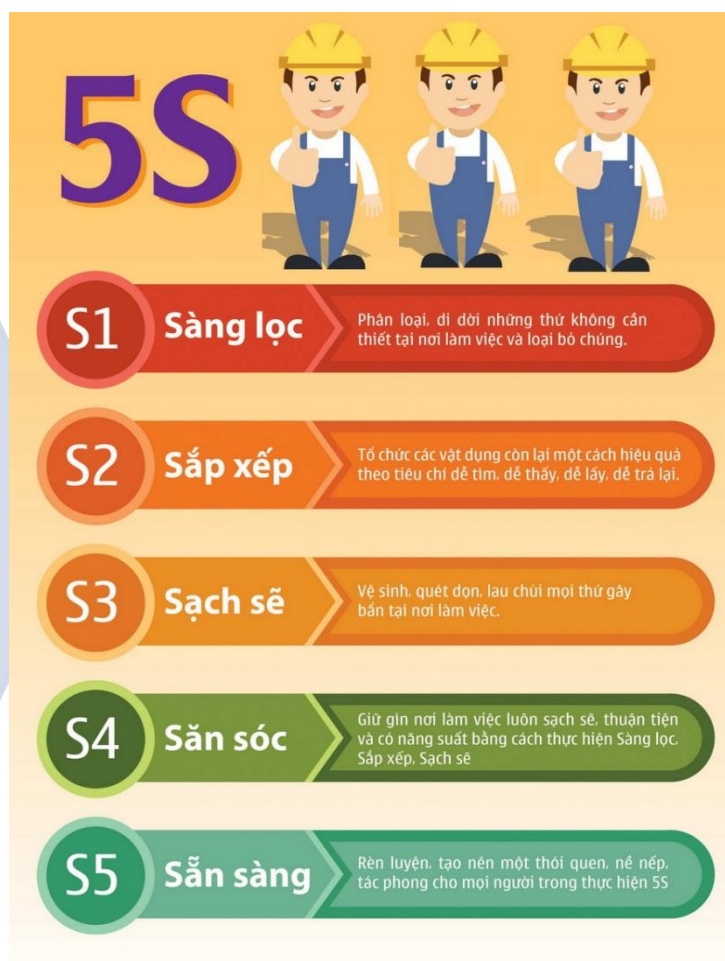 5S
S1
Sàng lọc
Phân loại, di dời những thứ không cần
thiết tại nơi làm việc và loại bỏ chúng.
S2
Sắp xếp
Tổ chức các vật dụng còn lại một cách hiệu quả
theo tiêu chí dễ tìm, dễ thấy, dễ lấy, dễ trả lại.
S3
Sạch sẽ
Vệ sinh, quét dọn, lau chùi mọi thứ gây
bẩn tại nơi làm việc.
S4
Săn sóc
Giữ gìn nơi làm việc luôn sạch sẽ, thuận tiện
và có năng suất bằng cách thực hiện Sàng lọc,
Sắp xếp, Sạch sẽ
S5
Sẵn sàng
Rèn luyện, tạo nên một thói quen, nề nếp,
tác phong cho mọi người trong thực hiện 5S